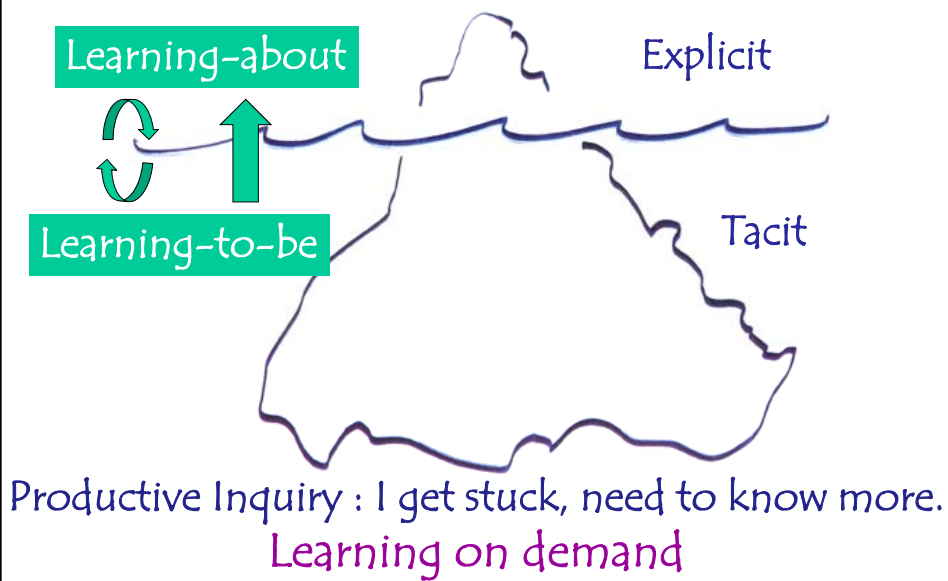 Learning-about
Explicit
Learning-to-be
Tacit
Productive Inquiry : I get stuck, need to know more.
Learning on demand